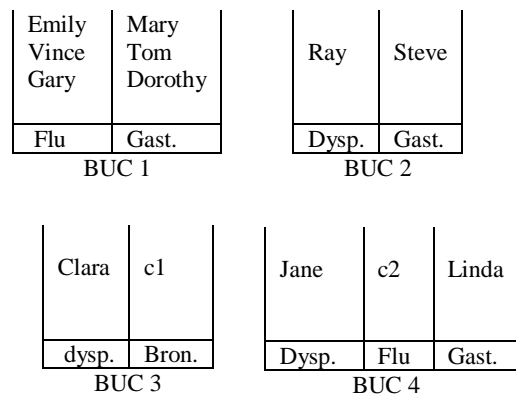 Emily Mary
Vince Tom Ray Steve
Gary Dorothy
Flu Gast. Dysp. Gast.
BUC 1 BUC 2
Clara c1 Jane c2 Linda
dysp. Bron. Dysp. Flu Gast.
BUC 3 BUC 4